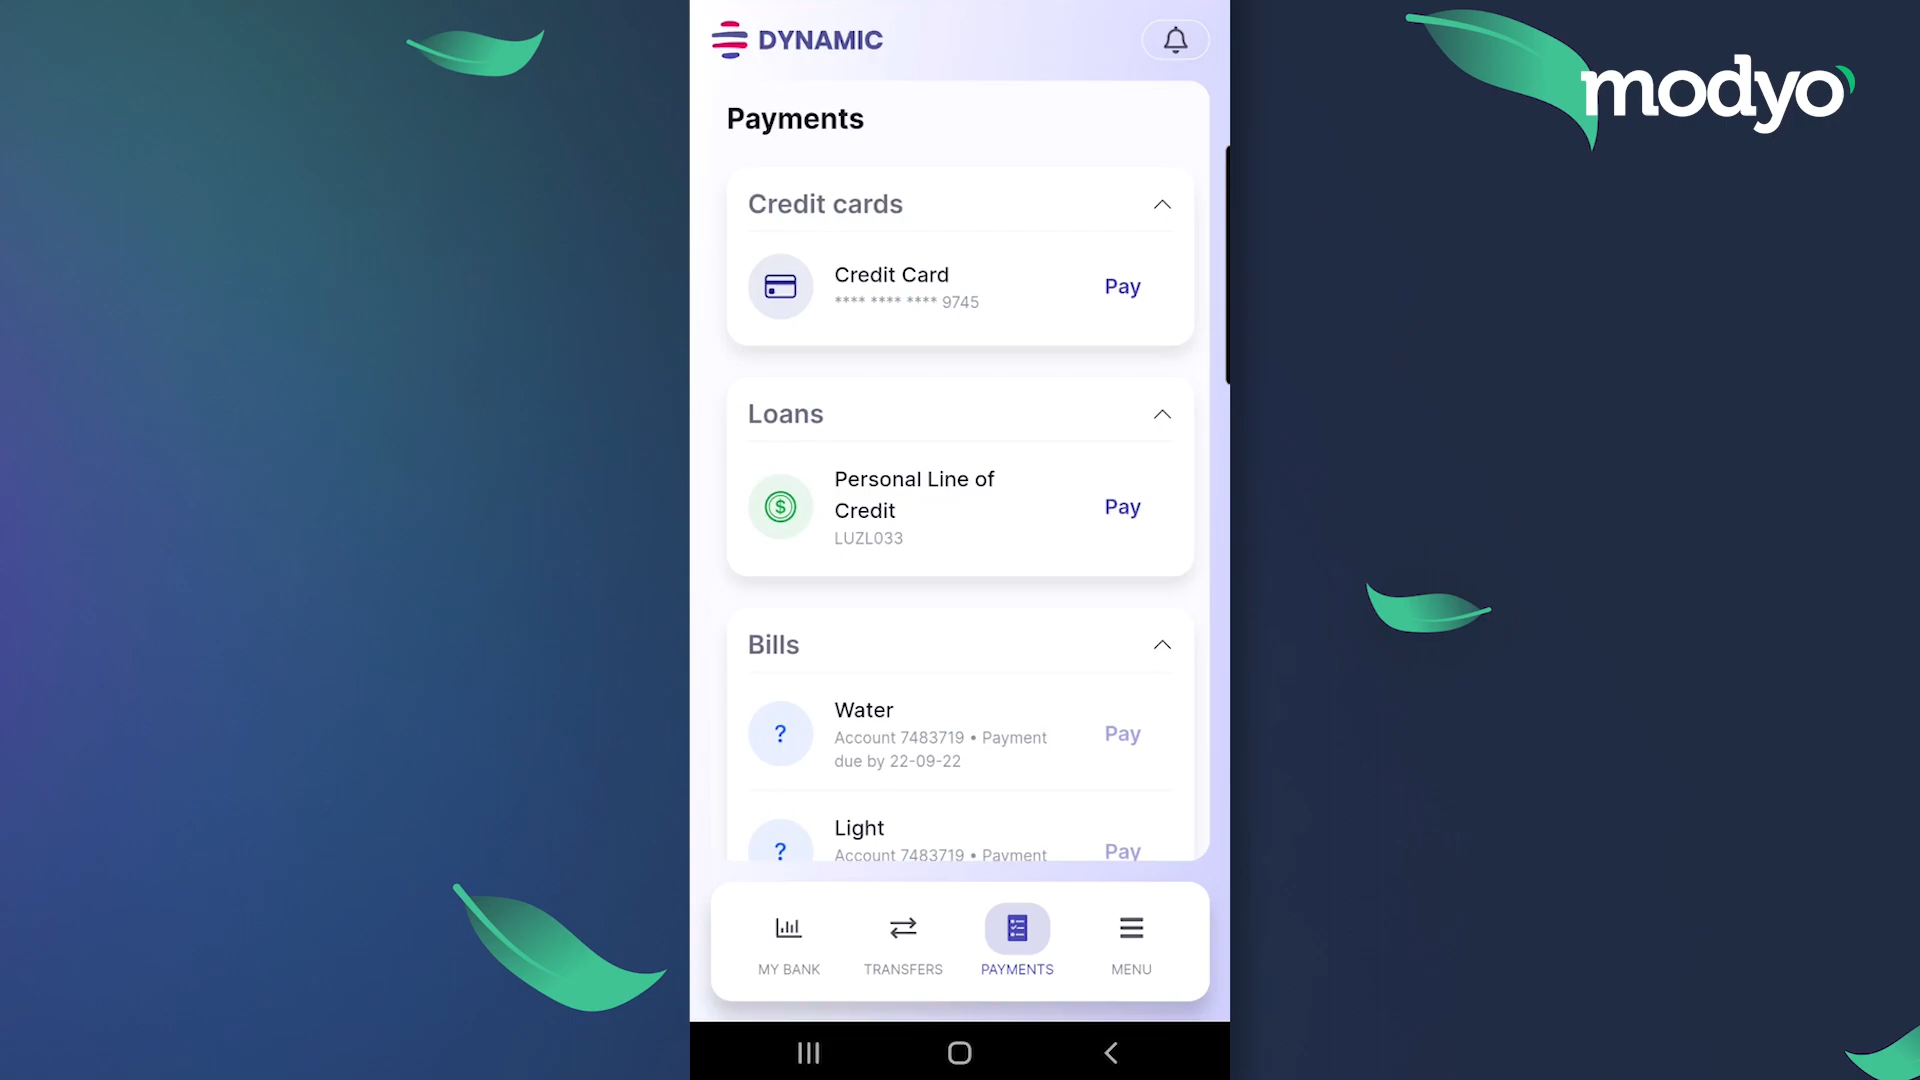 DYNAMIC
modyo
Payments
Credit cards
Credit Card
**** **** **** 9745
Pay
Loans
Personal Line of
Credit
LUZL033
Pay
Bills
?
Water
Account 7483719 • Payment
due by 22-09-22
Pay
?
Light
Account 7483719 • Payment
Pay
MY BANK
TRANSFERS
PAYMENTS
MENU